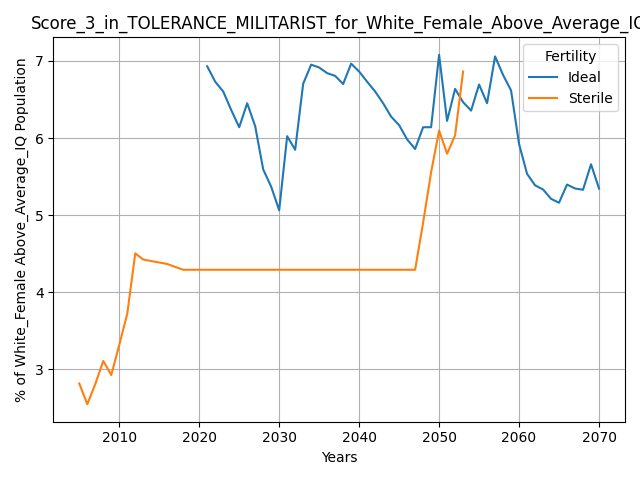 Score_3_in_TOLERANCE_MILITARIST_for_White_Female_Above_Average_IQ
% of White_Female Above_Average_IQ Population
7
6
5
4
3
Fertility
Ideal
Sterile
2010 2020 2030 2040 2050 2060 2070
Years